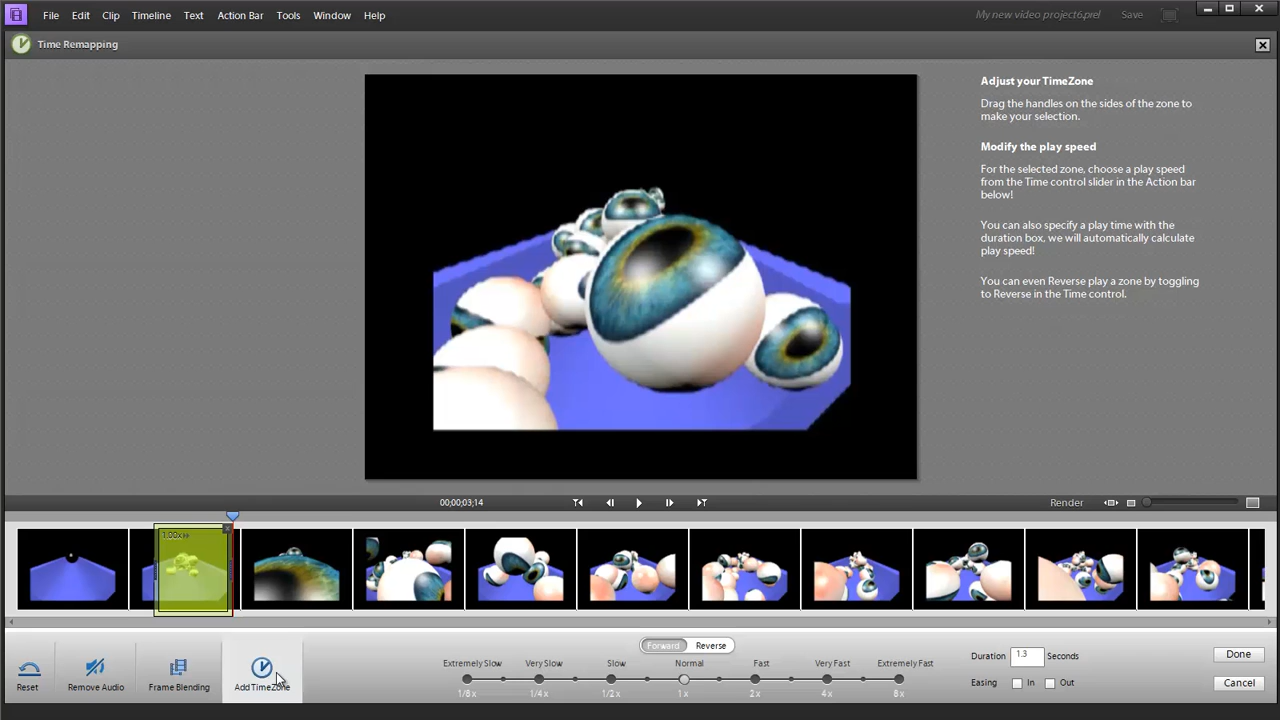 File Edit Clip Timeline Text Action Bar Tools Window Help My new video project6.prel Save
Time Remapping
Adjust your TimeZone
Drag the handles on the sides of the zone to
make your selection.
Modify the play speed
For the selected zone, choose a play speed
from the Time control slider in the Action bar
below!
You can also specify a play time with the
duration box, we will automatically calculate
play speed!
You can even Reverse play a zone by toggling
to Reverse in the Time control.
00;00;03;14 Render
1.00x
Forward Reverse
Extremely Slow Very Slow Slow Normal Fast Very Fast Extremely Fast
1/8x 1/4x 1/2x 1x 2x 4x 8x
Reset Remove Audio Frame Blending Add TimeZone
Duration 1.3 Seconds
Easing In Out
Done
Cancel